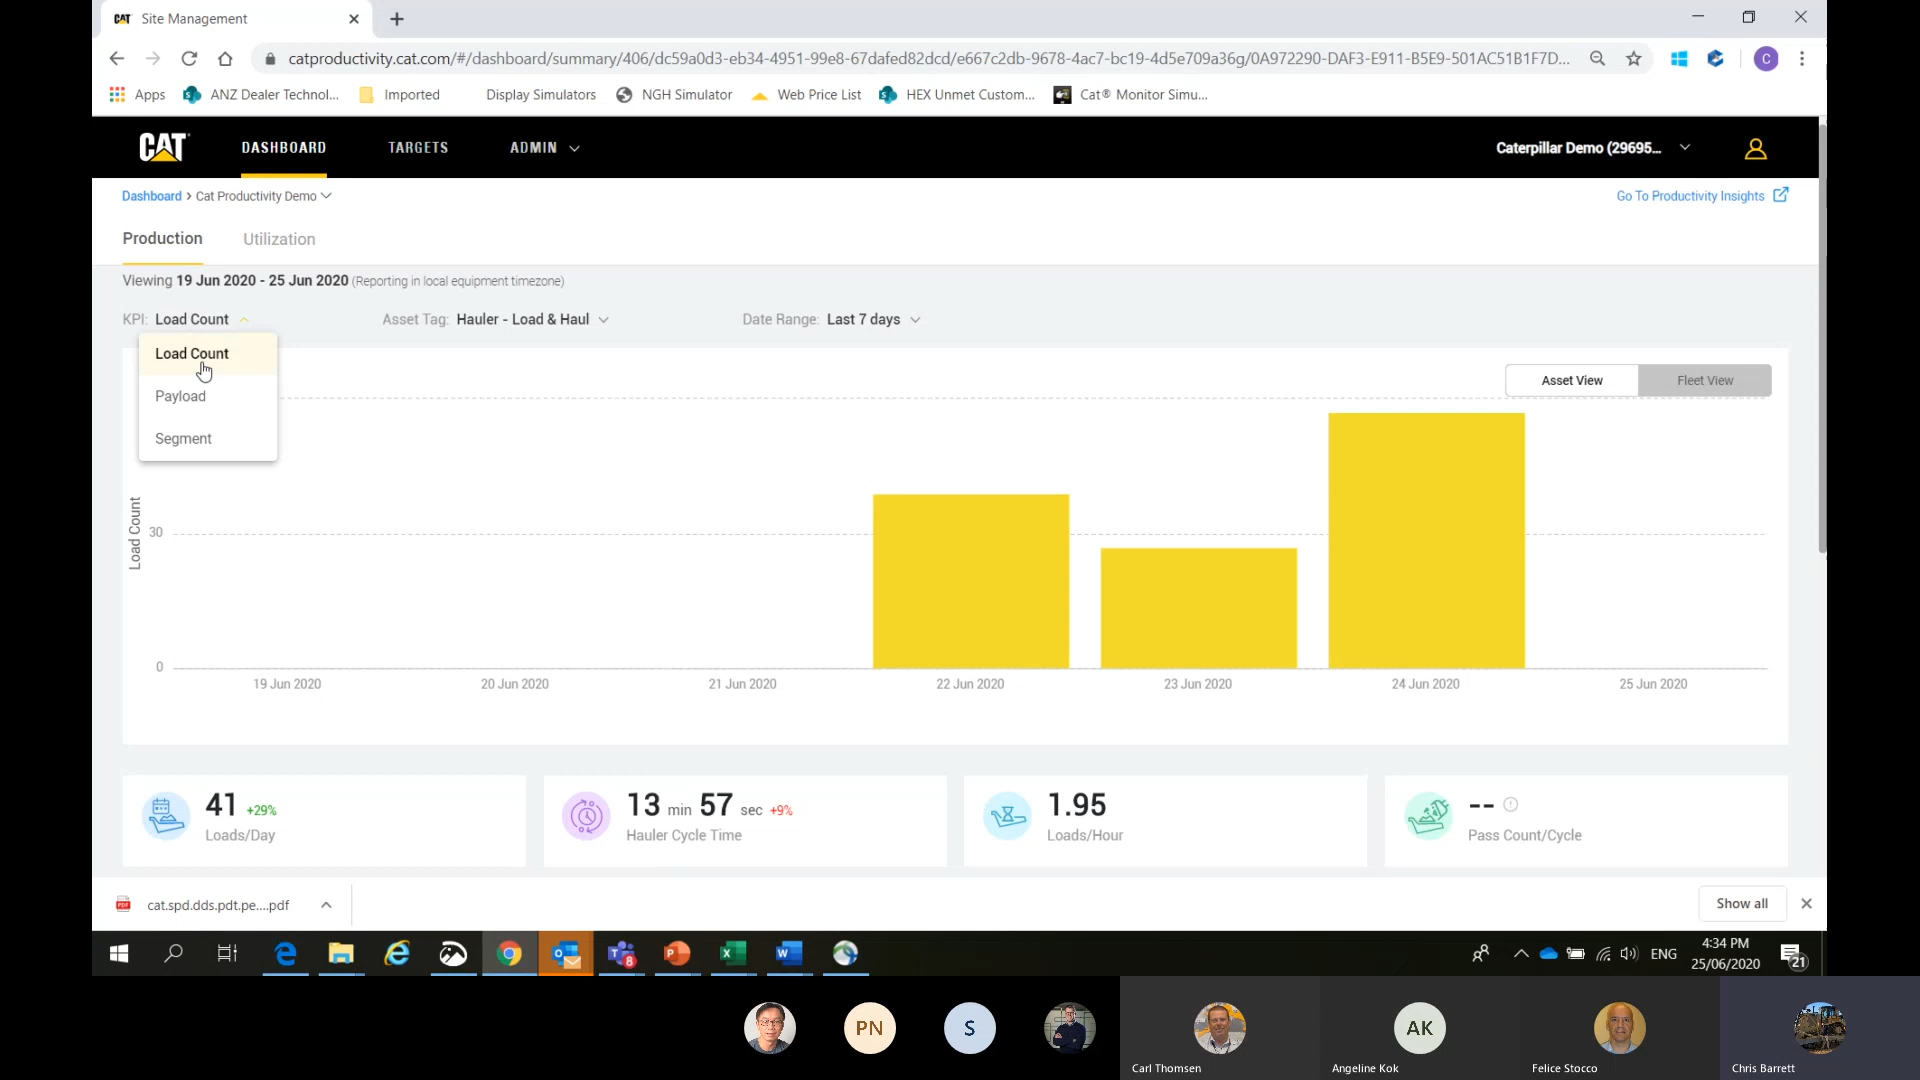 CAT Site Management
catproductivity.cat.com/#/dashboard/summary/406/dc59a0d3-eb34-4951-99e8-67dafed82dcd/e667c2db-9678-4ac7-bc19-4d5e709a36g/0A972290-DAF3-E911-B5E9-501AC51B1F7D...
C
Apps
ANZ Dealer Technol...
Imported
Display Simulators
NGH Simulator
Web Price List
HEX Unmet Custom...
Cat® Monitor Simu...
CAT
DASHBOARD
TARGETS
ADMIN
Caterpillar Demo (29695...
Dashboard › Cat Productivity Demo
Go To Productivity Insights
Production
Utilization
Viewing 19 Jun 2020 - 25 Jun 2020 (Reporting in local equipment timezone)
KPI: Load Count
Asset Tag: Hauler - Load & Haul
Date Range: Last 7 days
Load Count
Payload
Segment
Asset View
Fleet View
Load Count
30
0
19 Jun 2020
20 Jun 2020
21 Jun 2020
22 Jun 2020
23 Jun 2020
24 Jun 2020
25 Jun 2020
41 +29%
Loads/Day
13 min 57 sec +9%
Hauler Cycle Time
1.95
Loads/Hour
--
Pass Count/Cycle
PDF
cat.spd.dds.pdt.pe....pdf
Show all
8
ENG
4:34 PM
25/06/2020
21
PN
S
AK
Carl Thomsen
Angeline Kok
Felice Stocco
Chris Barrett